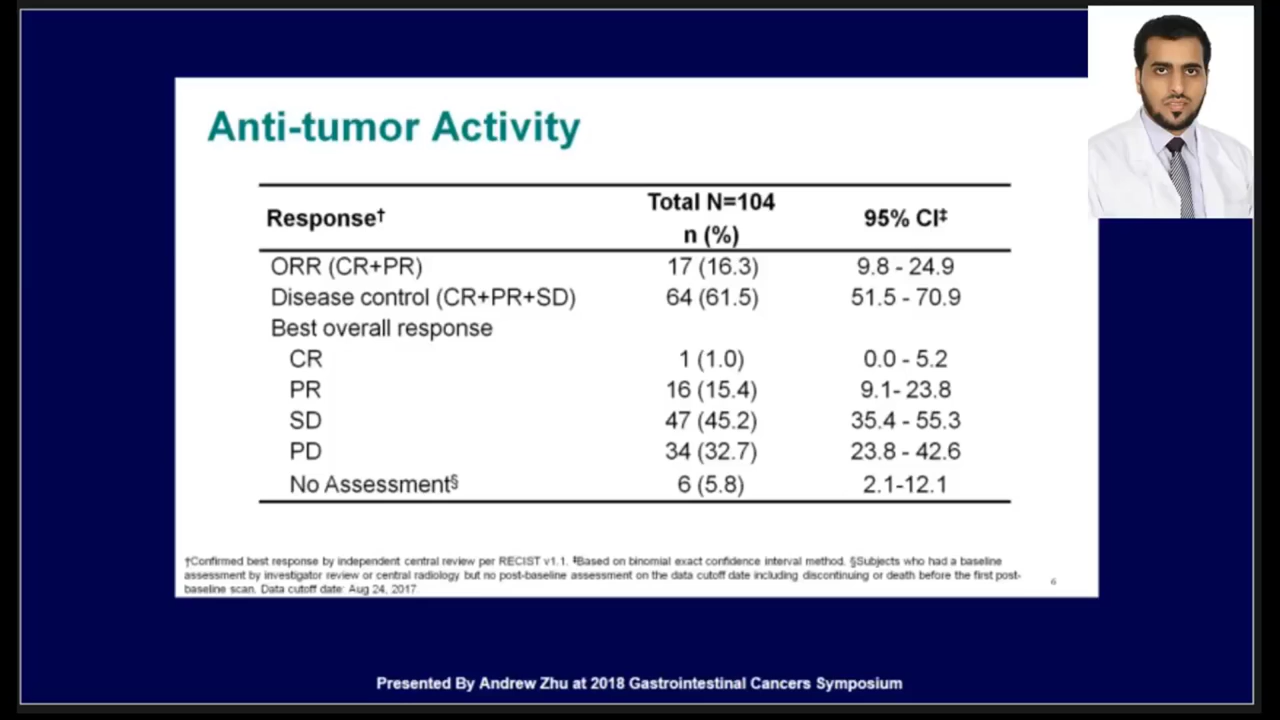 Anti-tumor Activity
Response† Total N=104 n (%) 95% CI‡
ORR (CR+PR) 17 (16.3) 9.8 - 24.9
Disease control (CR+PR+SD) 64 (61.5) 51.5 - 70.9
Best overall response
CR 1 (1.0) 0.0 - 5.2
PR 16 (15.4) 9.1- 23.8
SD 47 (45.2) 35.4 - 55.3
PD 34 (32.7) 23.8 - 42.6
No Assessment§ 6 (5.8) 2.1-12.1
†Confirmed best response by independent central review per RECIST v1.1. ‡Based on binomial exact confidence interval method. §Subjects who had a baseline
assessment by investigator review or central radiology but no post-baseline assessment on the data cutoff date including discontinuing or death before the first post-
baseline scan. Data cutoff date: Aug 24, 2017
6
Presented By Andrew Zhu at 2018 Gastrointestinal Cancers Symposium